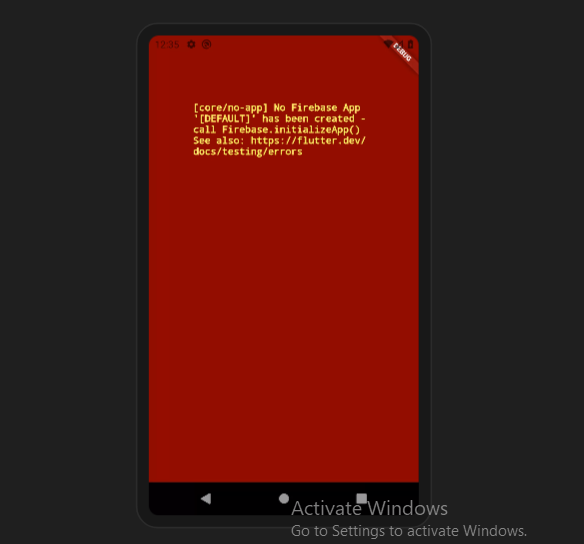 12:35
DEBUG
[core/no-app] No Firebase App
'[DEFAULT]' has been created -
call Firebase.initializeApp()
See also: https://flutter.dev/
docs/testing/errors
Activate Windows
Go to Settings to activate Windows.